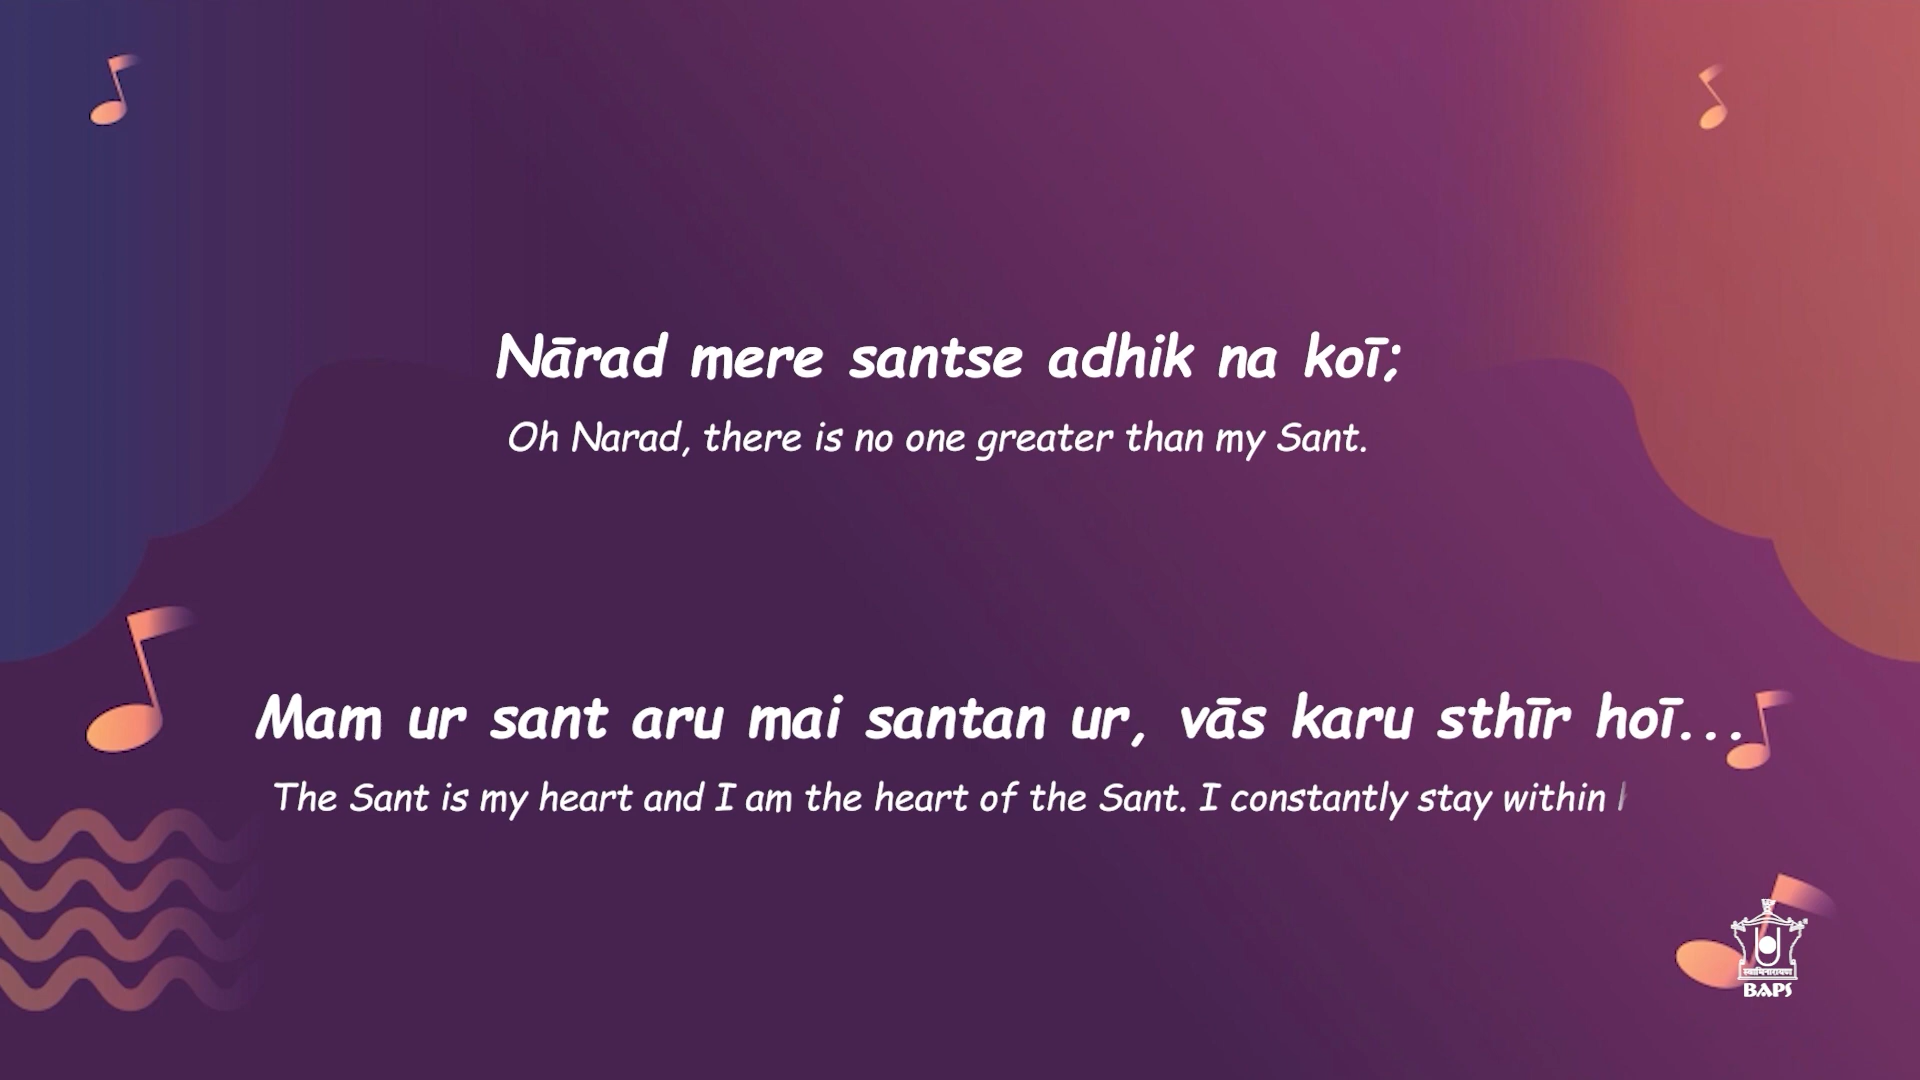 Nārad mere santse adhik na koī;
Oh Narad, there is no one greater than my Sant.
Mam ur sant aru mai santan ur, vās karu sthīr hoī...
The Sant is my heart and I am the heart of the Sant. I constantly stay within
स्वामिनारायण
BAPS